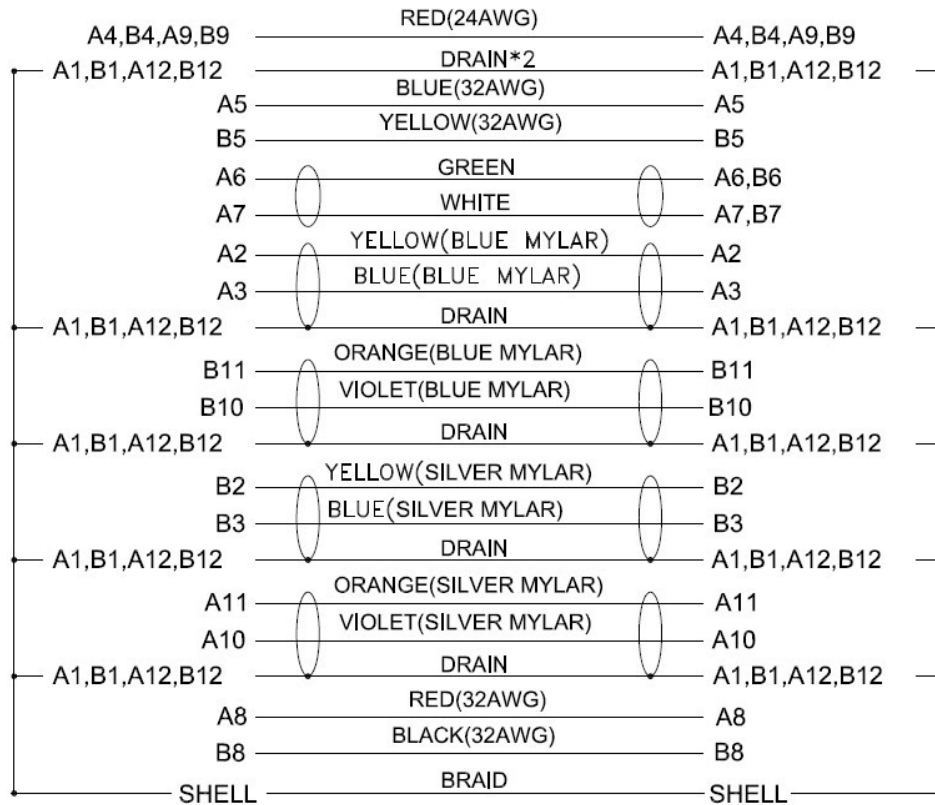 RED(24AWG)
A4,B4,A9,B9 A4,B4,A9,B9
DRAIN*2
A1,B1,A12,B12 A1,B1,A12,B12
BLUE(32AWG)
A5 A5
YELLOW(32AWG)
B5 B5
GREEN
A6 A6,B6
WHITE
A7 A7,B7
YELLOW(BLUE MYLAR)
A2 A2
BLUE(BLUE MYLAR)
A3 A3
DRAIN
A1,B1,A12,B12 A1,B1,A12,B12
ORANGE(BLUE MYLAR)
B11 B11
VIOLET(BLUE MYLAR)
B10 B10
DRAIN
A1,B1,A12,B12 A1,B1,A12,B12
YELLOW(SILVER MYLAR)
B2 B2
BLUE(SILVER MYLAR)
B3 B3
DRAIN
A1,B1,A12,B12 A1,B1,A12,B12
ORANGE(SILVER MYLAR)
A11 A11
VIOLET(SILVER MYLAR)
A10 A10
DRAIN
A1,B1,A12,B12 A1,B1,A12,B12
RED(32AWG)
A8 A8
BLACK(32AWG)
B8 B8
BRAID
SHELL SHELL